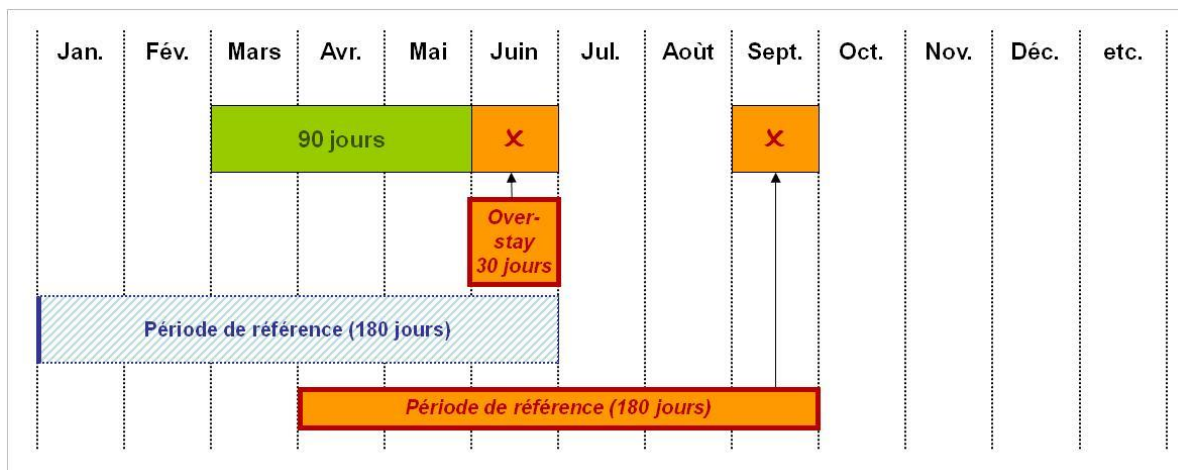 Jan. Fév. Mars Avr. Mai Juin Jul. Aoùt Sept. Oct. Nov. Déc. etc.
90 jours x x
Over-
stay
30 jours
Période de référence (180 jours)
Période de référence (180 jours)